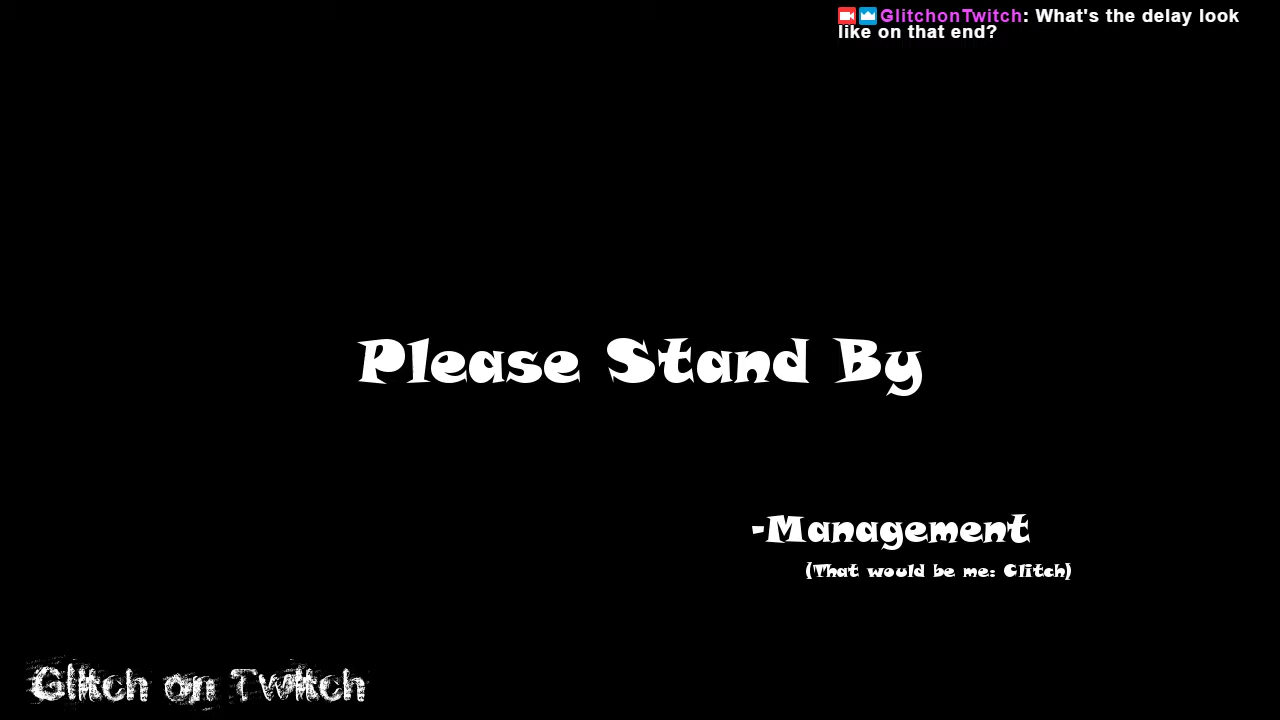 GlitchonTwitch: What's the delay look
like on that end?
Please Stand By
-Management
(That would be me: Glitch)
Glitch on Twitch